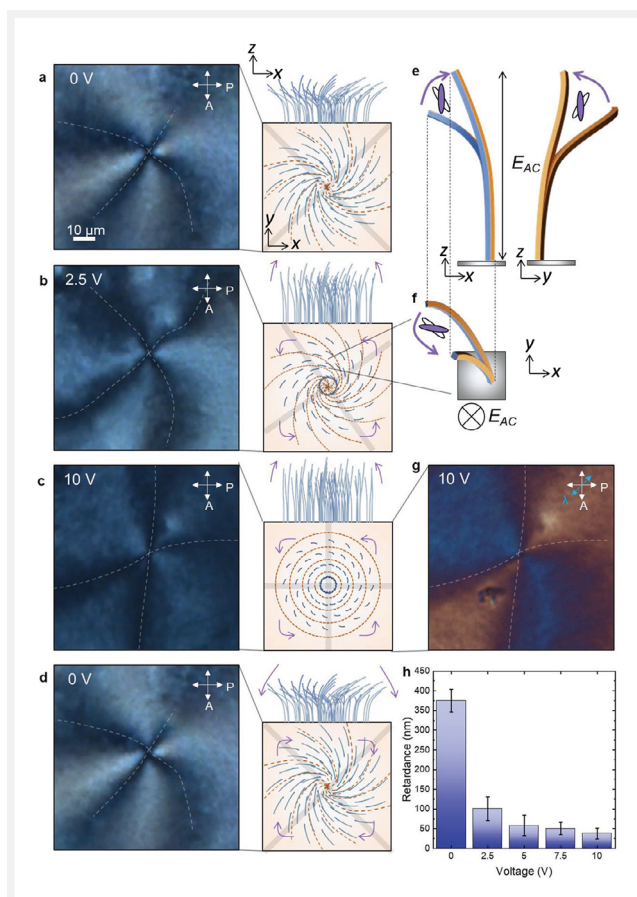 a
0 V
P
A
10 µm
z
x
y
x
b
2.5 V
P
A
c
10 V
P
A
d
0 V
P
A
e
E_AC
z
x
z
y
f
y
x
E_AC
g
10 V
λ
P
A
h
Retardance (nm)
450
400
350
300
250
200
150
100
50
0
0 2.5 5 7.5 10
Voltage (V)